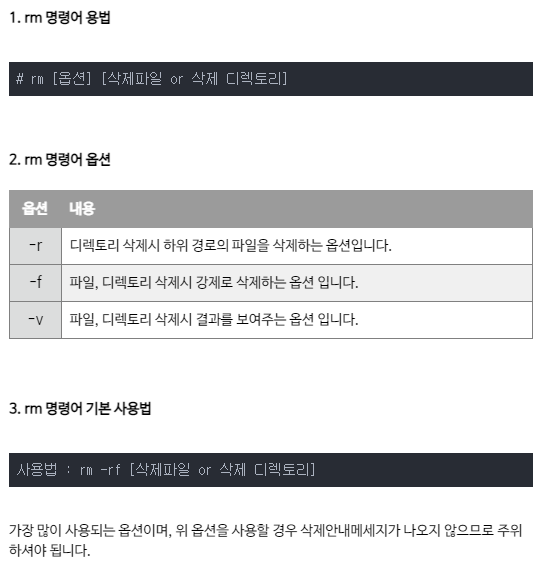 1. rm 명령어 용법
# rm [옵션] [삭제파일 or 삭제 디렉토리]
2. rm 명령어 옵션
옵션 내용
-r 디렉토리 삭제시 하위 경로의 파일을 삭제하는 옵션입니다.
-f 파일, 디렉토리 삭제시 강제로 삭제하는 옵션 입니다.
-v 파일, 디렉토리 삭제시 결과를 보여주는 옵션 입니다.
3. rm 명령어 기본 사용법
사용법 : rm -rf [삭제파일 or 삭제 디렉토리]
가장 많이 사용되는 옵션이며, 위 옵션을 사용할 경우 삭제안내메세지가 나오지 않으므로 주위
하셔야 됩니다.